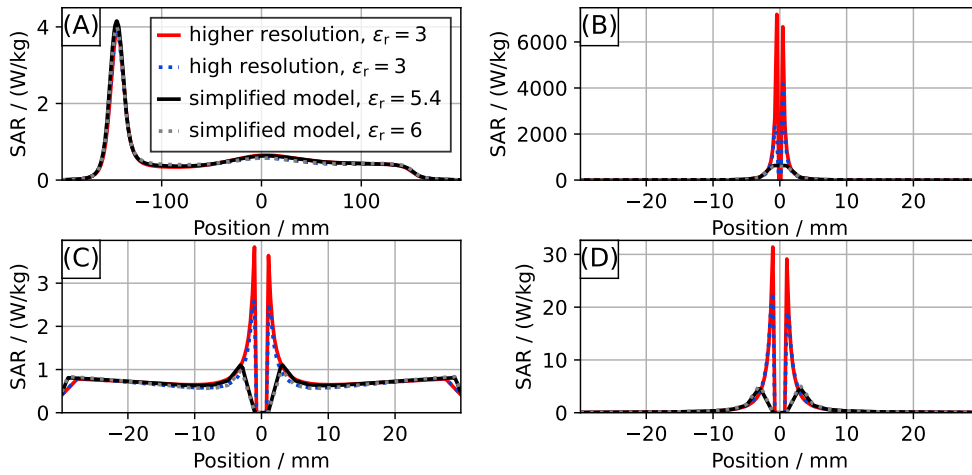 (A)
SAR / (W/kg)
4
2
0
higher resolution, εr = 3
high resolution, εr = 3
simplified model, εr = 5.4
simplified model, εr = 6
−100
0
100
Position / mm
(B)
SAR / (W/kg)
6000
4000
2000
0
−20
−10
0
10
20
Position / mm
(C)
SAR / (W/kg)
3
2
1
0
−20
−10
0
10
20
Position / mm
(D)
SAR / (W/kg)
30
20
10
0
−20
−10
0
10
20
Position / mm